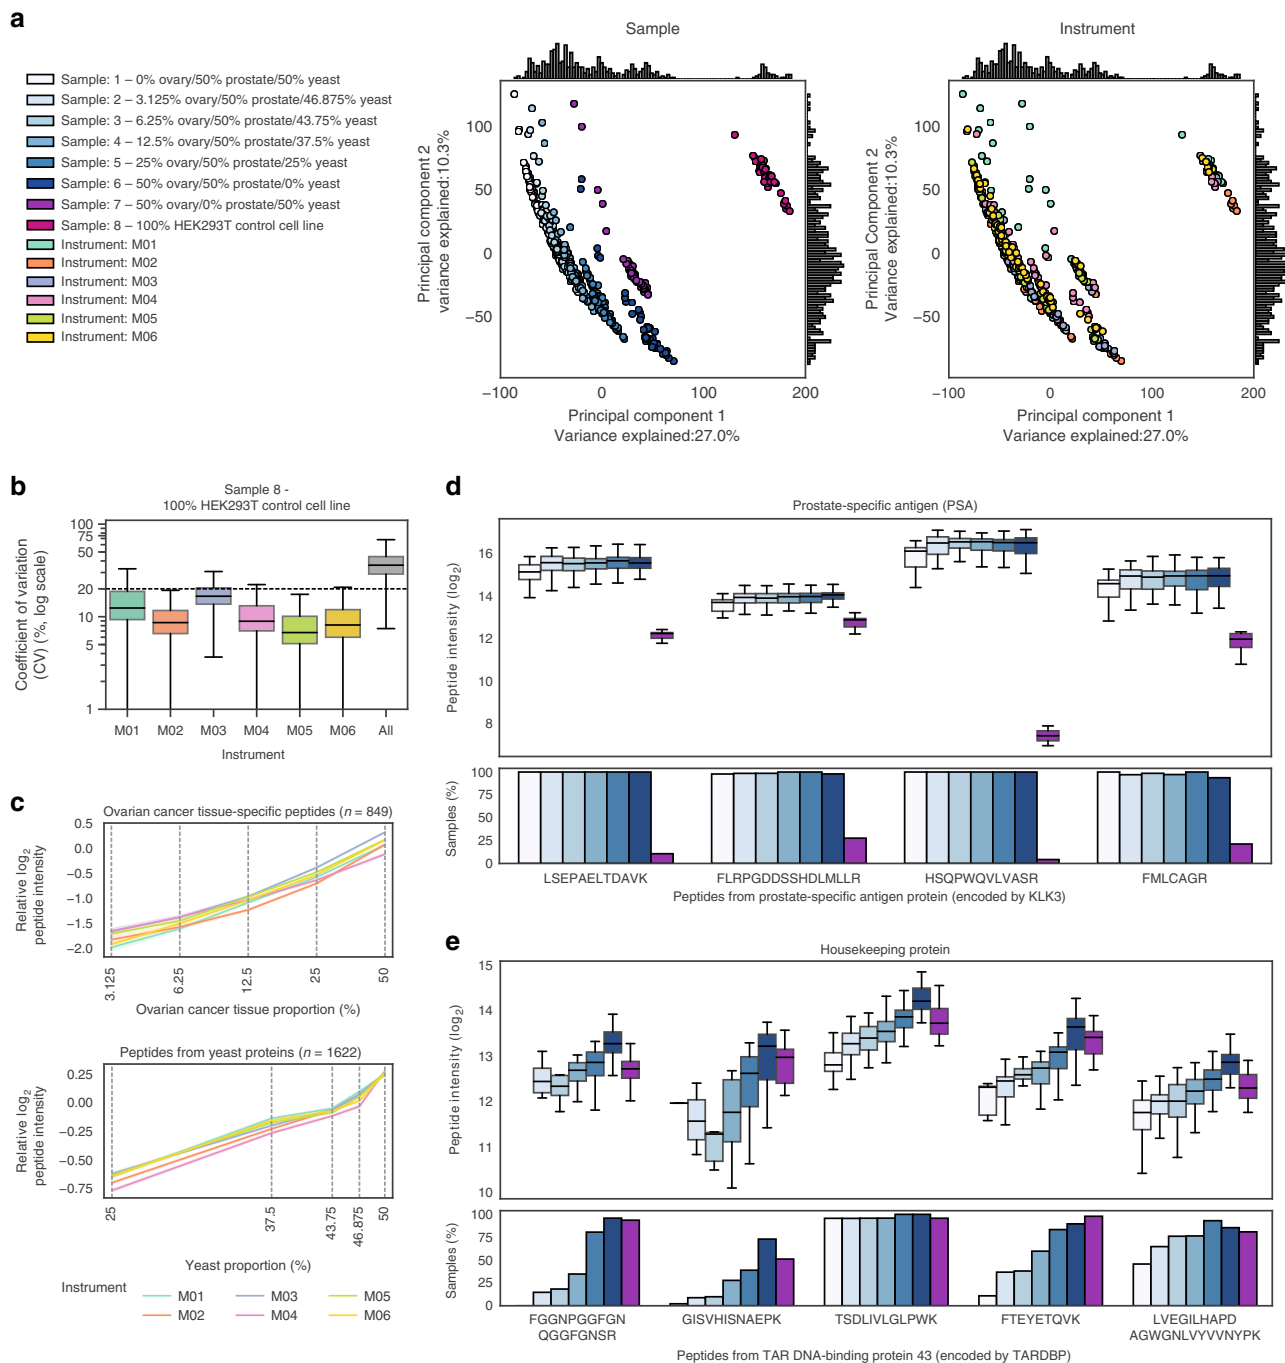 a
Sample: 1 – 0% ovary/50% prostate/50% yeast
Sample: 2 – 3.125% ovary/50% prostate/46.875% yeast
Sample: 3 – 6.25% ovary/50% prostate/43.75% yeast
Sample: 4 – 12.5% ovary/50% prostate/37.5% yeast
Sample: 5 – 25% ovary/50% prostate/25% yeast
Sample: 6 – 50% ovary/50% prostate/0% yeast
Sample: 7 – 50% ovary/0% prostate/50% yeast
Sample: 8 – 100% HEK293T control cell line
Instrument: M01
Instrument: M02
Instrument: M03
Instrument: M04
Instrument: M05
Instrument: M06
Sample
Principal component 2
variance explained:10.3%
100
50
0
−50
−100
0
100
200
Principal component 1
Variance explained:27.0%
Instrument
Principal Component 2
Variance explained:10.3%
100
50
0
−50
−100
0
100
200
Principal component 1
Variance explained:27.0%
b
Sample 8 -
100% HEK293T control cell line
Coefficient of variation
(CV) (%, log scale)
100
75
50
20
10
5
1
M01
M02
M03
M04
M05
M06
All
Instrument
c
Ovarian cancer tissue-specific peptides (n = 849)
Relative log2
peptide intensity
0.5
0.0
−0.5
−1.0
−1.5
−2.0
3.125
6.25
12.5
25
50
Ovarian cancer tissue proportion (%)
Peptides from yeast proteins (n = 1622)
Relative log2
peptide intensity
0.25
0.00
−0.25
−0.50
−0.75
25
37.5
43.75
46.875
50
Yeast proportion (%)
Instrument
M01
M03
M05
M02
M04
M06
d
Prostate-specific antigen (PSA)
Peptide intensity (log2)
16
14
12
10
8
Samples (%)
100
75
50
25
0
LSEPAELTDAVK
FLRPGDDSSHDLMLLR
HSQPWQVLVASR
FMLCAGR
Peptides from prostate-specific antigen protein (encoded by KLK3)
e
Housekeeping protein
Peptide intensity (log2)
15
14
13
12
11
10
Samples (%)
100
75
50
25
0
FGGNPGGFGN
QGGFGNSR
GISVHISNAEPK
TSDLIVLGLPWK
FTEYETQVK
LVEGILHAPD
AGWGNLVYVVNYPK
Peptides from TAR DNA-binding protein 43 (encoded by TARDBP)